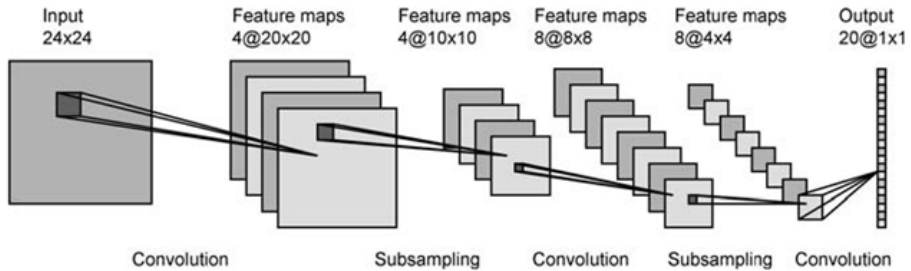 Input
24x24
Feature maps
4@20x20
Feature maps
4@10x10
Feature maps
8@8x8
Feature maps
8@4x4
Output
20@1x1
Convolution
Subsampling
Convolution
Subsampling
Convolution